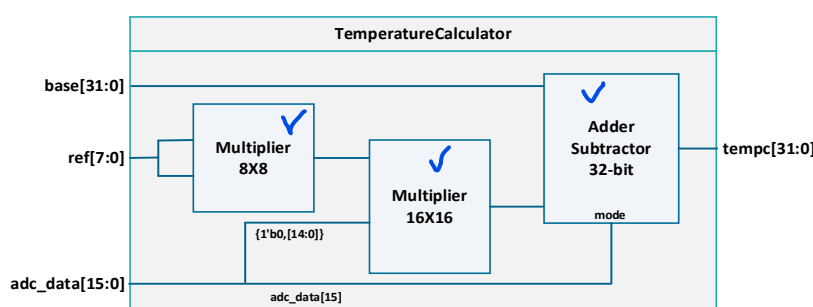 TemperatureCalculator
base[31:0]
ref[7:0]
Multiplier
8X8
Multiplier
16X16
Adder
Subtractor
32-bit
mode
tempc[31:0]
{1'b0,[14:0]}
adc_data[15:0]
adc_data[15]